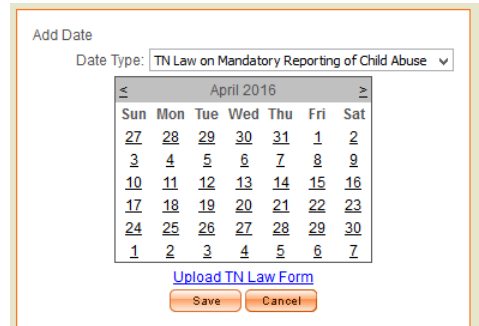 Add Date
Date Type: TN Law on Mandatory Reporting of Child Abuse
< April 2016 >
Sun Mon Tue Wed Thu Fri Sat
27 28 29 30 31 1 2
3 4 5 6 7 8 9
10 11 12 13 14 15 16
17 18 19 20 21 22 23
24 25 26 27 28 29 30
1 2 3 4 5 6 7
Upload TN Law Form
Save Cancel